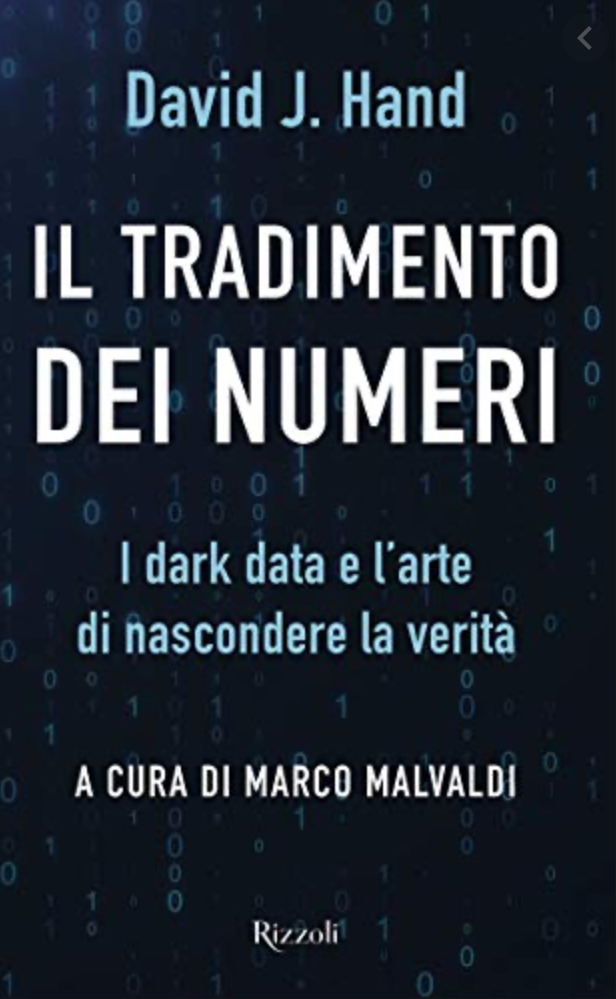 David J. Hand
IL TRADIMENTO
DEI NUMERI
I dark data e l'arte
di nascondere la verità
A CURA DI MARCO MALVALDI
Rizzoli